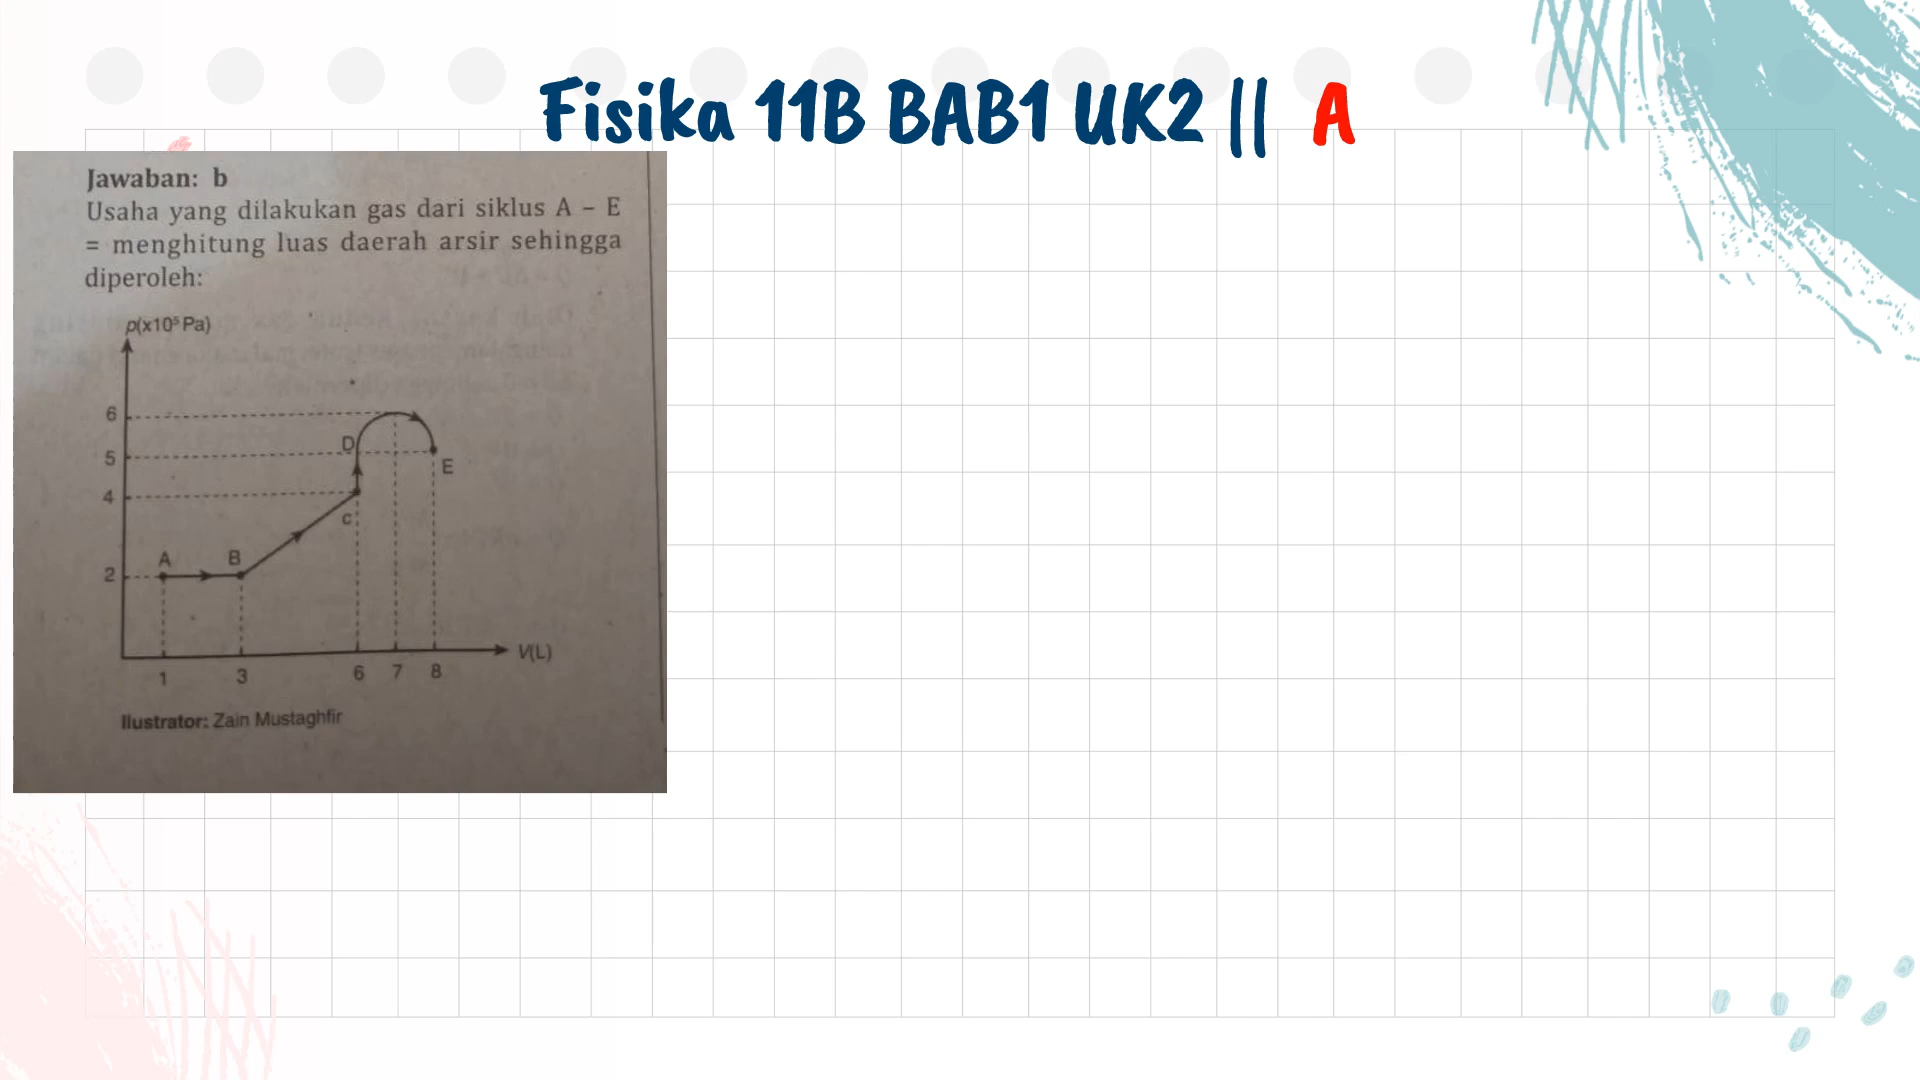 Fisika 11B BAB1 UK2 || A
Jawaban: b
Usaha yang dilakukan gas dari siklus A – E
= menghitung luas daerah arsir sehingga
diperoleh:
p(x10⁵ Pa)
6
D
5
E
4
C
A
B
2
V(L)
1 3 6 7 8
Ilustrator: Zain Mustaghfir